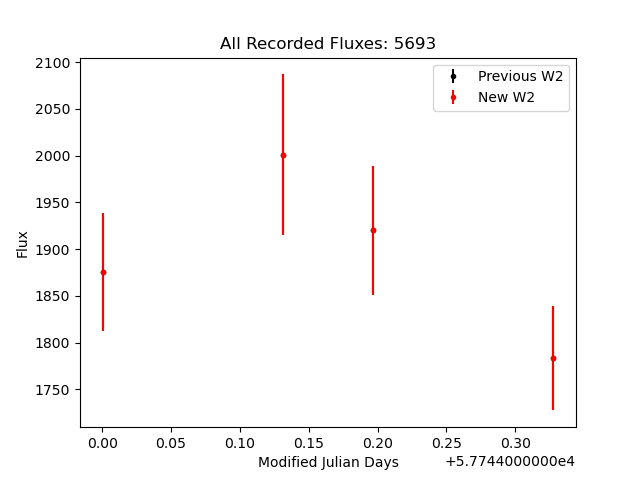 All Recorded Fluxes: 5693
Previous W2
New W2
Flux
2100
2050
2000
1950
1900
1850
1800
1750
0.00 0.05 0.10 0.15 0.20 0.25 0.30
Modified Julian Days
+5.7744000000e4